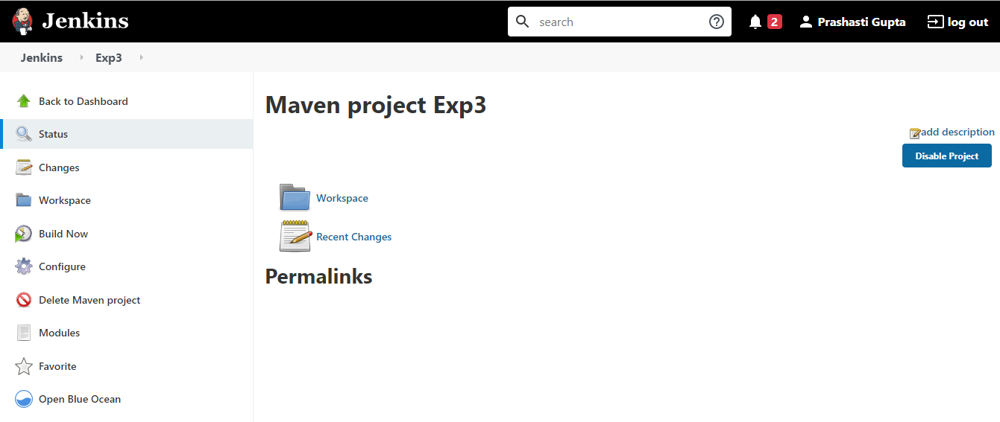 Jenkins
search
2
Prashasti Gupta
log out
Jenkins
Exp3
Back to Dashboard
Status
Changes
Workspace
Build Now
Configure
Delete Maven project
Modules
Favorite
Open Blue Ocean
Maven project Exp3
add description
Disable Project
Workspace
Recent Changes
Permalinks